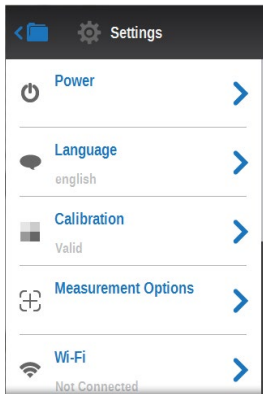 Settings
Power
Language
english
Calibration
Valid
Measurement Options
Wi-Fi
Not Connected